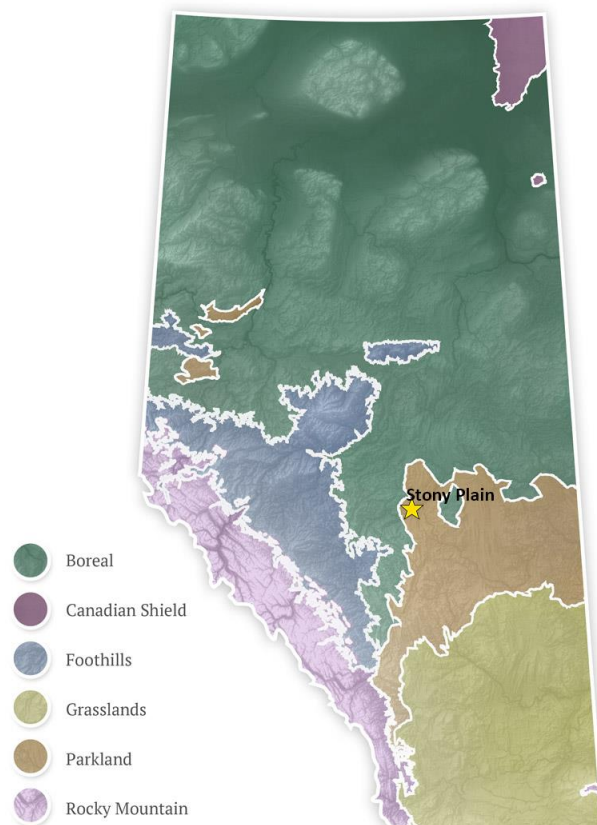 Stony Plain
Boreal
Canadian Shield
Foothills
Grasslands
Parkland
Rocky Mountain